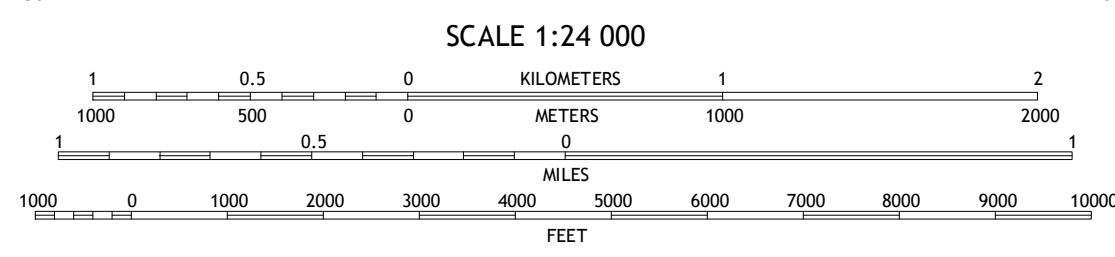 SCALE 1:24 000
1 0.5 0 KILOMETERS 1 2
1000 500 0 METERS 1000 2000
1 0.5 0 1
MILES
1000 0 1000 2000 3000 4000 5000 6000 7000 8000 9000 10000
FEET